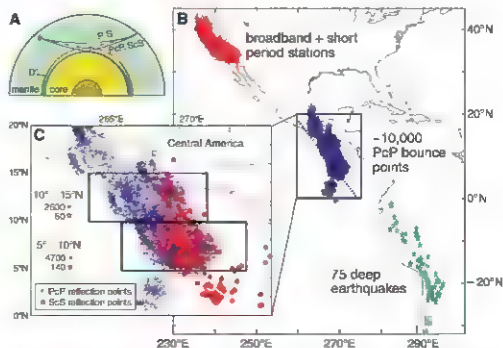 A
P, S
PcP, ScS
D"
mantle
core
B
broadband + short
period stations
40°N
20°N
~10,000
PcP bounce
points
0°N
75 deep
earthquakes
-20°N
230°E
250°E
270°E
290°E
C
265°E
270°E
20°N
15°N
10°N
5°N
0°N
Central America
10° 15°N
2600
60
5° 10°N
4700
140
PcP reflection points
ScS reflection points